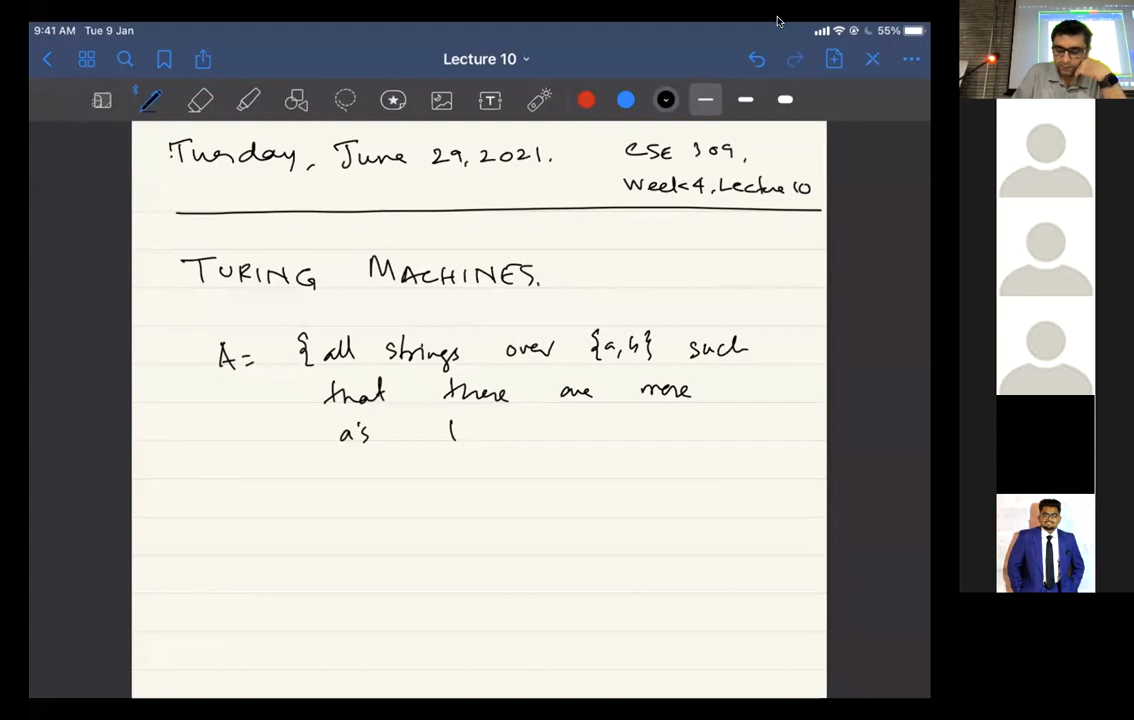 9:41 AM Tue 9 Jan
55%
Lecture 10
Tuesday, June 29, 2021.
CSE 309,
Week 4, Lecture 10
TURING MACHINES.
A = { all strings over {a,b} such
that there are more
a's